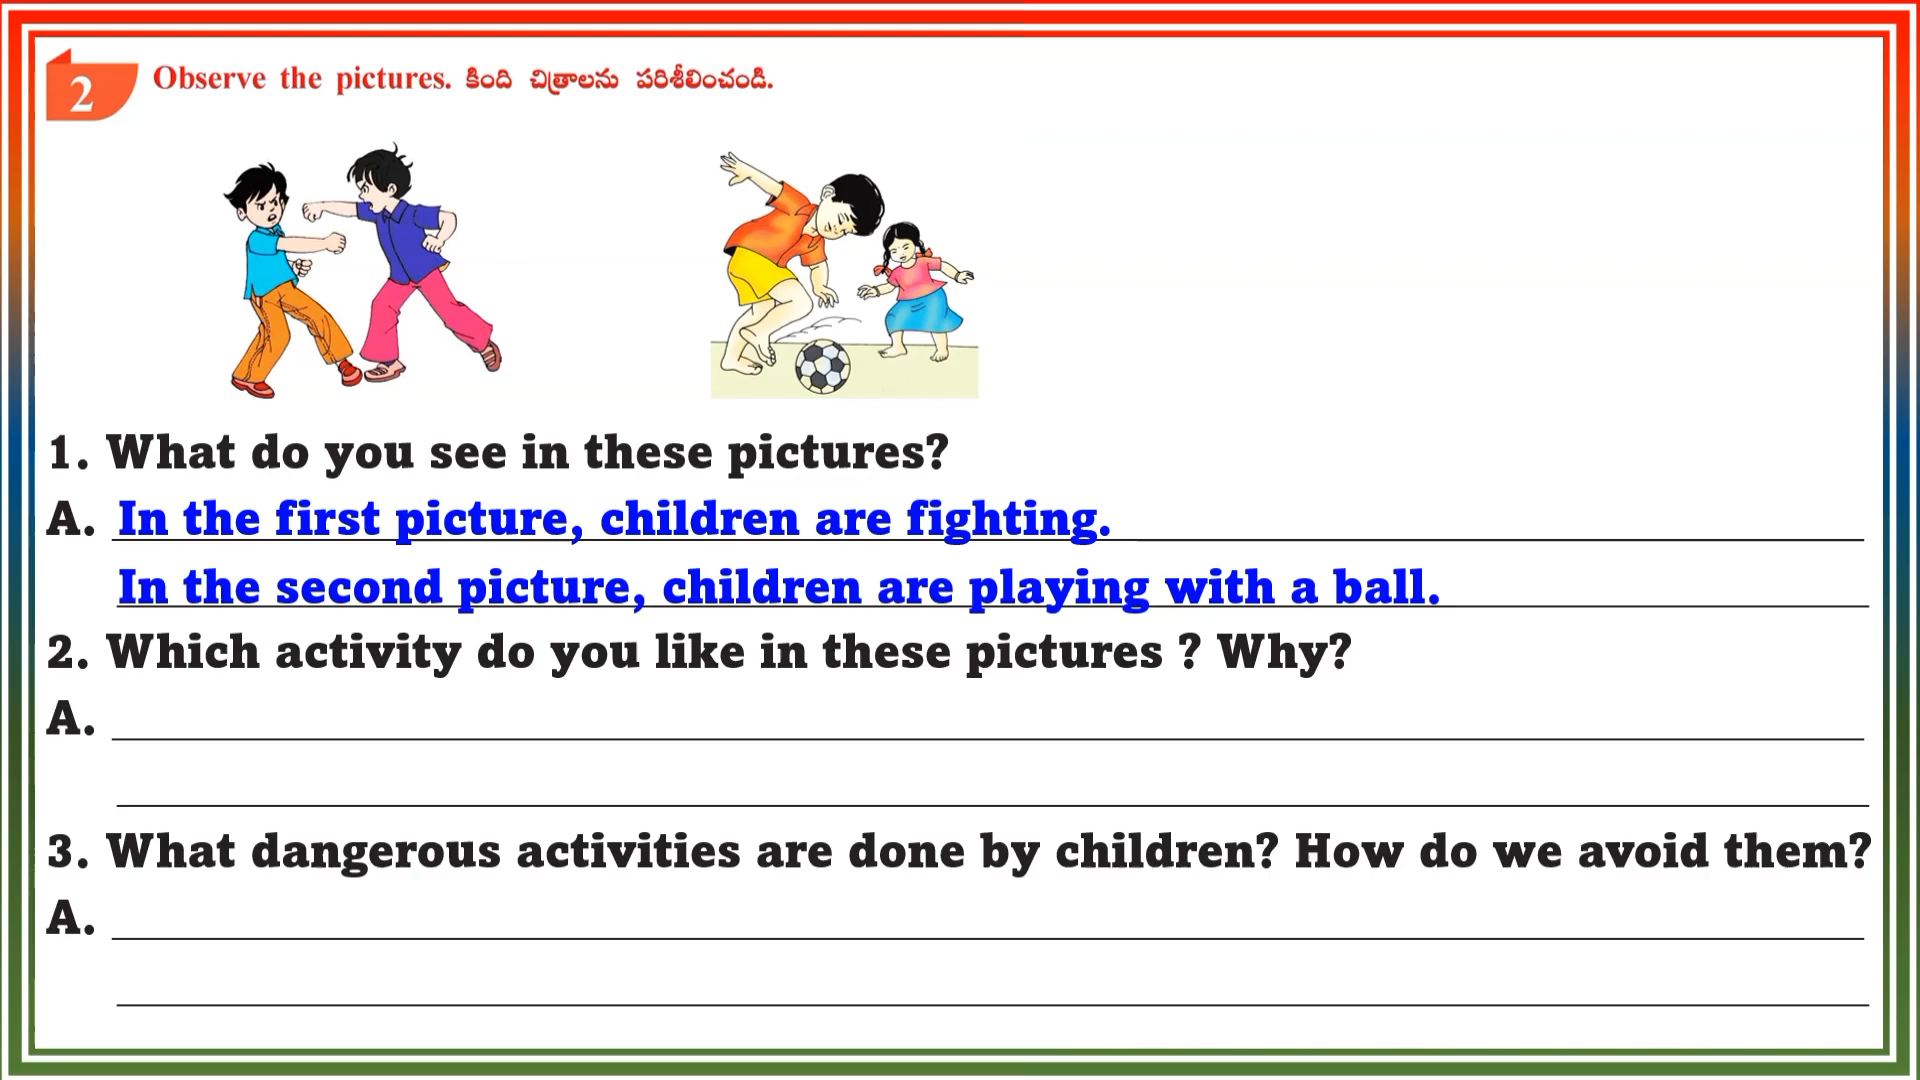 2
Observe the pictures. కింది చిత్రాలను పరిశీలించండి.
1. What do you see in these pictures?
A. In the first picture, children are fighting.
In the second picture, children are playing with a ball.
2. Which activity do you like in these pictures ? Why?
A.
3. What dangerous activities are done by children? How do we avoid them?
A.